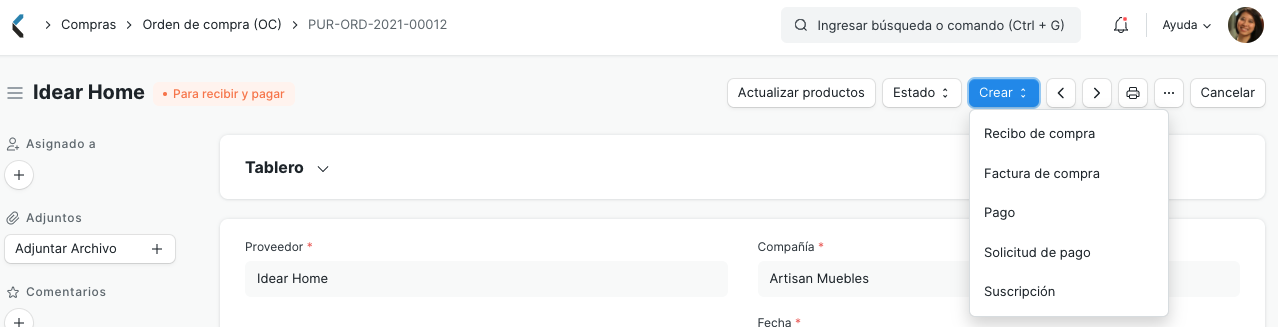 Compras
Orden de compra (OC)
PUR-ORD-2021-00012
Ingresar búsqueda o comando (Ctrl + G)
Ayuda
Idear Home
Para recibir y pagar
Actualizar productos
Estado
Crear
Cancelar
Recibo de compra
Factura de compra
Pago
Solicitud de pago
Suscripción
Asignado a
Adjuntos
Adjuntar Archivo
Comentarios
Tablero
Proveedor *
Idear Home
Compañía *
Artisan Muebles
Fecha *